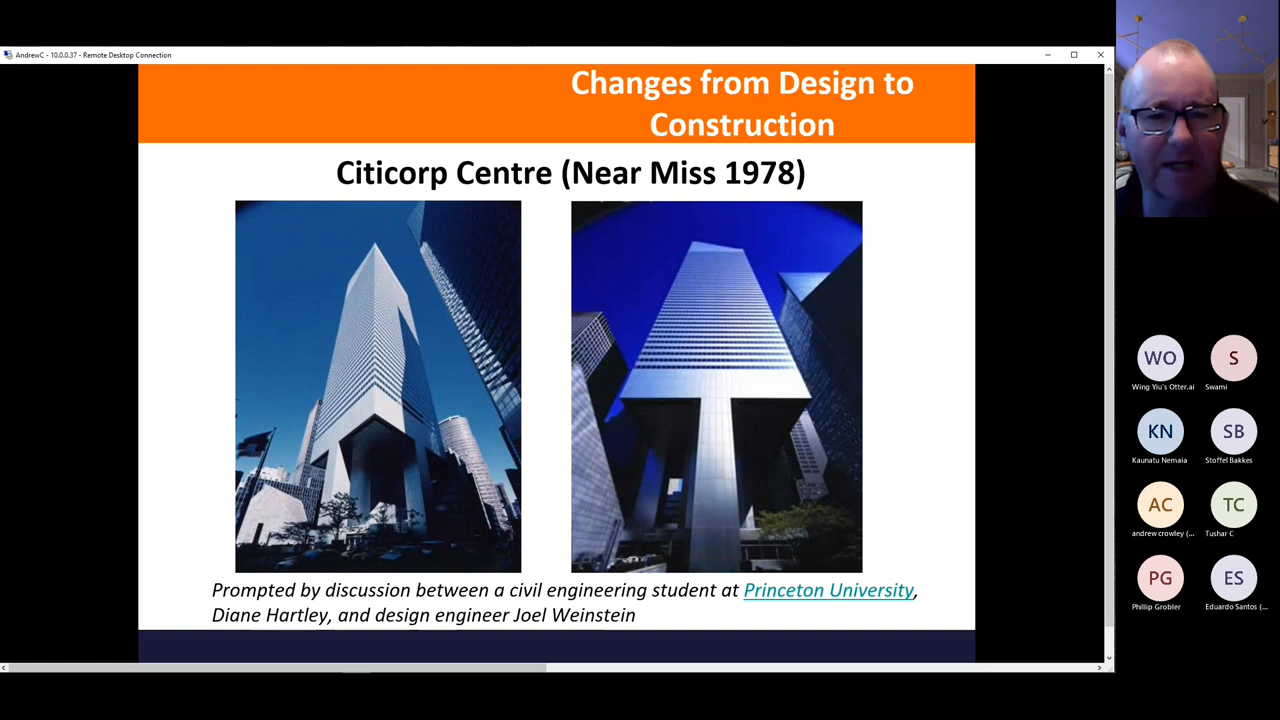 AndrewC - 10.0.0.37 - Remote Desktop Connection
Changes from Design to
Construction
Citicorp Centre (Near Miss 1978)
Prompted by discussion between a civil engineering student at Princeton University,
Diane Hartley, and design engineer Joel Weinstein
WO
Wing Yiu's Otter.ai
S
Swami
KN
Kaunatu Nemaia
SB
Stoffel Bakkes
AC
andrew crowley (...
TC
Tushar C
PG
Phillip Grobler
ES
Eduardo Santos (...